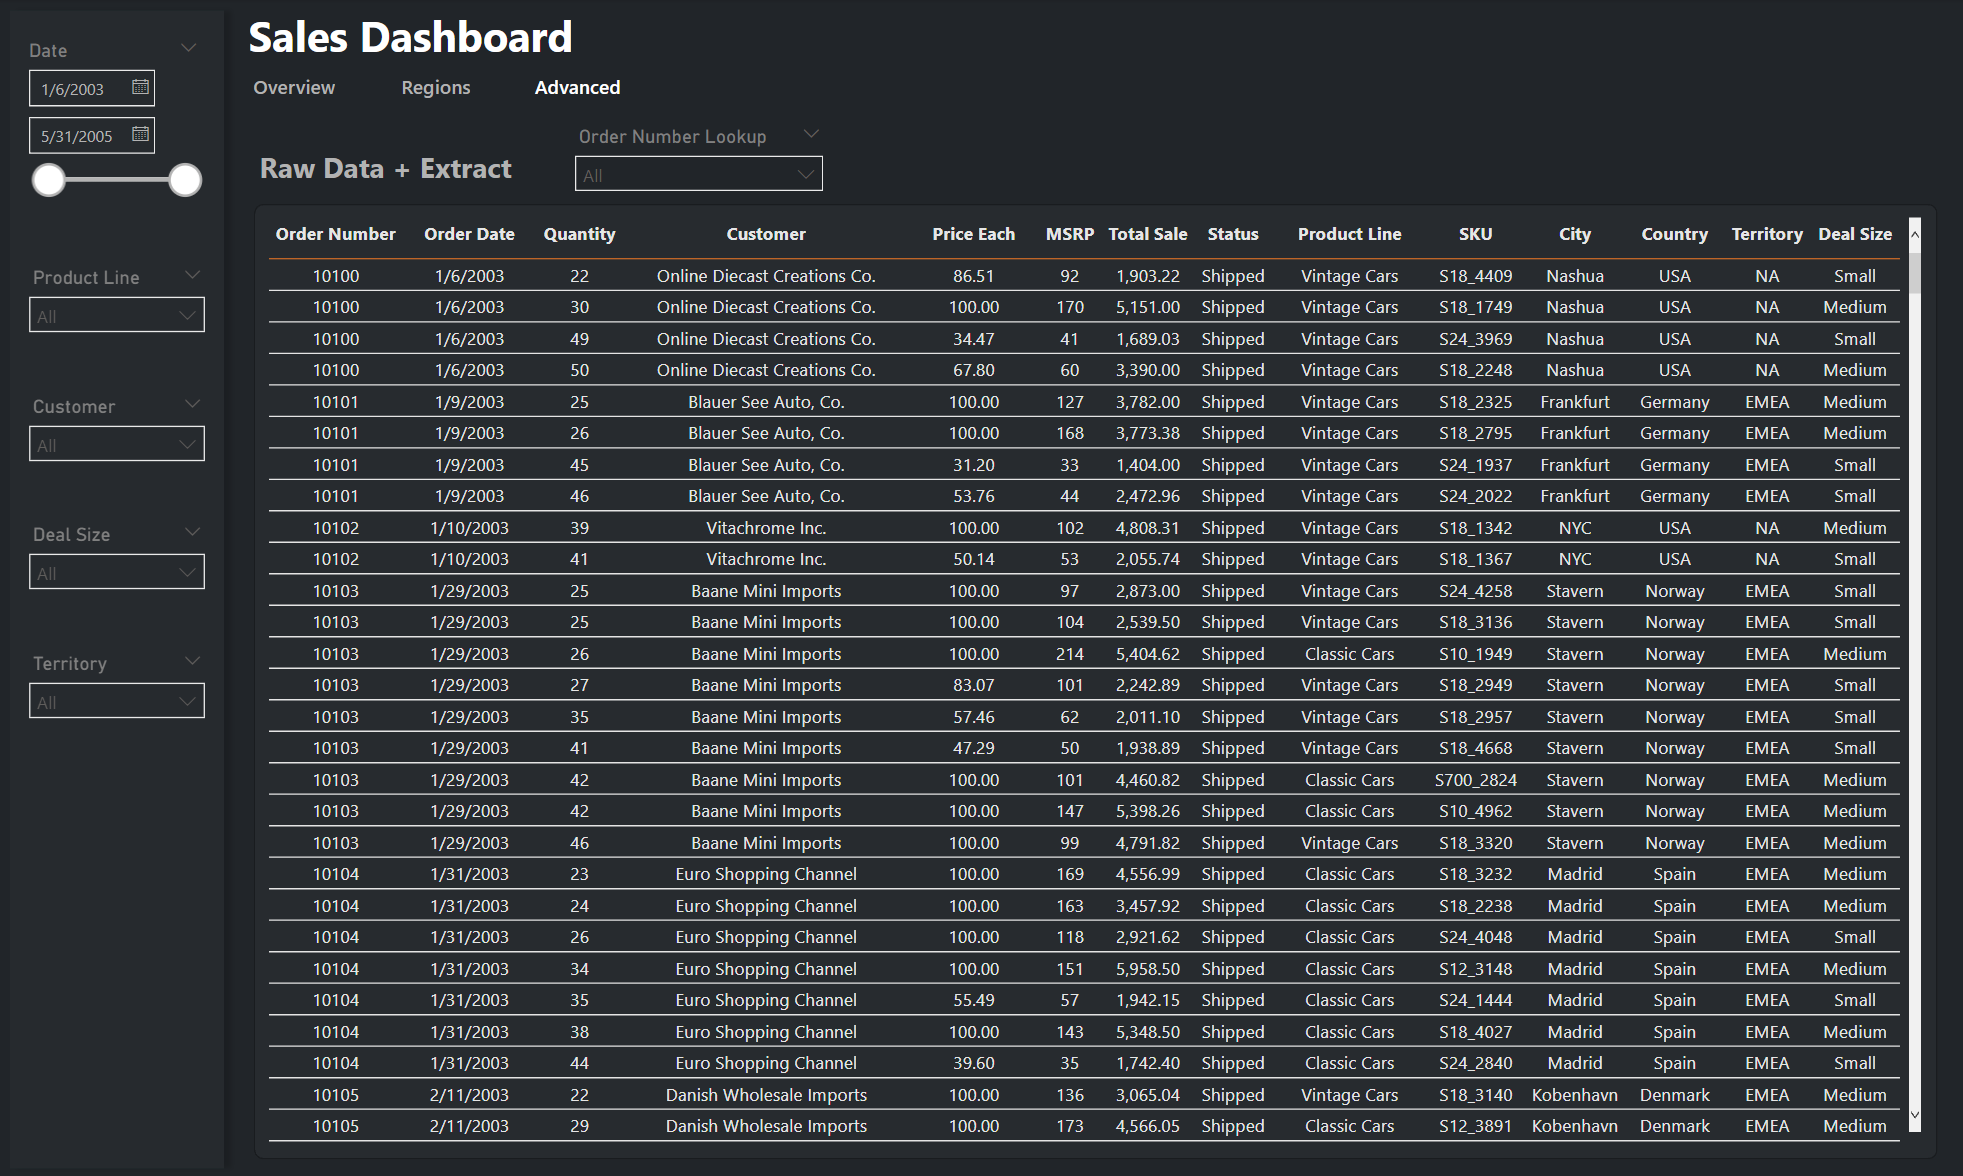 Sales Dashboard
Overview Regions Advanced
Date
1/6/2003
5/31/2005
Product Line
All
Customer
All
Deal Size
All
Territory
All
Raw Data + Extract
Order Number Lookup
All
Order Number Order Date Quantity Customer Price Each MSRP Total Sale Status Product Line SKU City Country Territory Deal Size
10100 1/6/2003 22 Online Diecast Creations Co. 86.51 92 1,903.22 Shipped Vintage Cars S18_4409 Nashua USA NA Small
10100 1/6/2003 30 Online Diecast Creations Co. 100.00 170 5,151.00 Shipped Vintage Cars S18_1749 Nashua USA NA Medium
10100 1/6/2003 49 Online Diecast Creations Co. 34.47 41 1,689.03 Shipped Vintage Cars S24_3969 Nashua USA NA Small
10100 1/6/2003 50 Online Diecast Creations Co. 67.80 60 3,390.00 Shipped Vintage Cars S18_2248 Nashua USA NA Medium
10101 1/9/2003 25 Blauer See Auto, Co. 100.00 127 3,782.00 Shipped Vintage Cars S18_2325 Frankfurt Germany EMEA Medium
10101 1/9/2003 26 Blauer See Auto, Co. 100.00 168 3,773.38 Shipped Vintage Cars S18_2795 Frankfurt Germany EMEA Medium
10101 1/9/2003 45 Blauer See Auto, Co. 31.20 33 1,404.00 Shipped Vintage Cars S24_1937 Frankfurt Germany EMEA Small
10101 1/9/2003 46 Blauer See Auto, Co. 53.76 44 2,472.96 Shipped Vintage Cars S24_2022 Frankfurt Germany EMEA Small
10102 1/10/2003 39 Vitachrome Inc. 100.00 102 4,808.31 Shipped Vintage Cars S18_1342 NYC USA NA Medium
10102 1/10/2003 41 Vitachrome Inc. 50.14 53 2,055.74 Shipped Vintage Cars S18_1367 NYC USA NA Small
10103 1/29/2003 25 Baane Mini Imports 100.00 97 2,873.00 Shipped Vintage Cars S24_4258 Stavern Norway EMEA Small
10103 1/29/2003 25 Baane Mini Imports 100.00 104 2,539.50 Shipped Vintage Cars S18_3136 Stavern Norway EMEA Small
10103 1/29/2003 26 Baane Mini Imports 100.00 214 5,404.62 Shipped Classic Cars S10_1949 Stavern Norway EMEA Medium
10103 1/29/2003 27 Baane Mini Imports 83.07 101 2,242.89 Shipped Vintage Cars S18_2949 Stavern Norway EMEA Small
10103 1/29/2003 35 Baane Mini Imports 57.46 62 2,011.10 Shipped Vintage Cars S18_2957 Stavern Norway EMEA Small
10103 1/29/2003 41 Baane Mini Imports 47.29 50 1,938.89 Shipped Vintage Cars S18_4668 Stavern Norway EMEA Small
10103 1/29/2003 42 Baane Mini Imports 100.00 101 4,460.82 Shipped Classic Cars S700_2824 Stavern Norway EMEA Medium
10103 1/29/2003 42 Baane Mini Imports 100.00 147 5,398.26 Shipped Classic Cars S10_4962 Stavern Norway EMEA Medium
10103 1/29/2003 46 Baane Mini Imports 100.00 99 4,791.82 Shipped Vintage Cars S18_3320 Stavern Norway EMEA Medium
10104 1/31/2003 23 Euro Shopping Channel 100.00 169 4,556.99 Shipped Classic Cars S18_3232 Madrid Spain EMEA Medium
10104 1/31/2003 24 Euro Shopping Channel 100.00 163 3,457.92 Shipped Classic Cars S18_2238 Madrid Spain EMEA Medium
10104 1/31/2003 26 Euro Shopping Channel 100.00 118 2,921.62 Shipped Classic Cars S24_4048 Madrid Spain EMEA Small
10104 1/31/2003 34 Euro Shopping Channel 100.00 151 5,958.50 Shipped Classic Cars S12_3148 Madrid Spain EMEA Medium
10104 1/31/2003 35 Euro Shopping Channel 55.49 57 1,942.15 Shipped Classic Cars S24_1444 Madrid Spain EMEA Small
10104 1/31/2003 38 Euro Shopping Channel 100.00 143 5,348.50 Shipped Classic Cars S18_4027 Madrid Spain EMEA Medium
10104 1/31/2003 44 Euro Shopping Channel 39.60 35 1,742.40 Shipped Classic Cars S24_2840 Madrid Spain EMEA Small
10105 2/11/2003 22 Danish Wholesale Imports 100.00 136 3,065.04 Shipped Vintage Cars S18_3140 Kobenhavn Denmark EMEA Medium
10105 2/11/2003 29 Danish Wholesale Imports 100.00 173 4,566.05 Shipped Classic Cars S12_3891 Kobenhavn Denmark EMEA Medium